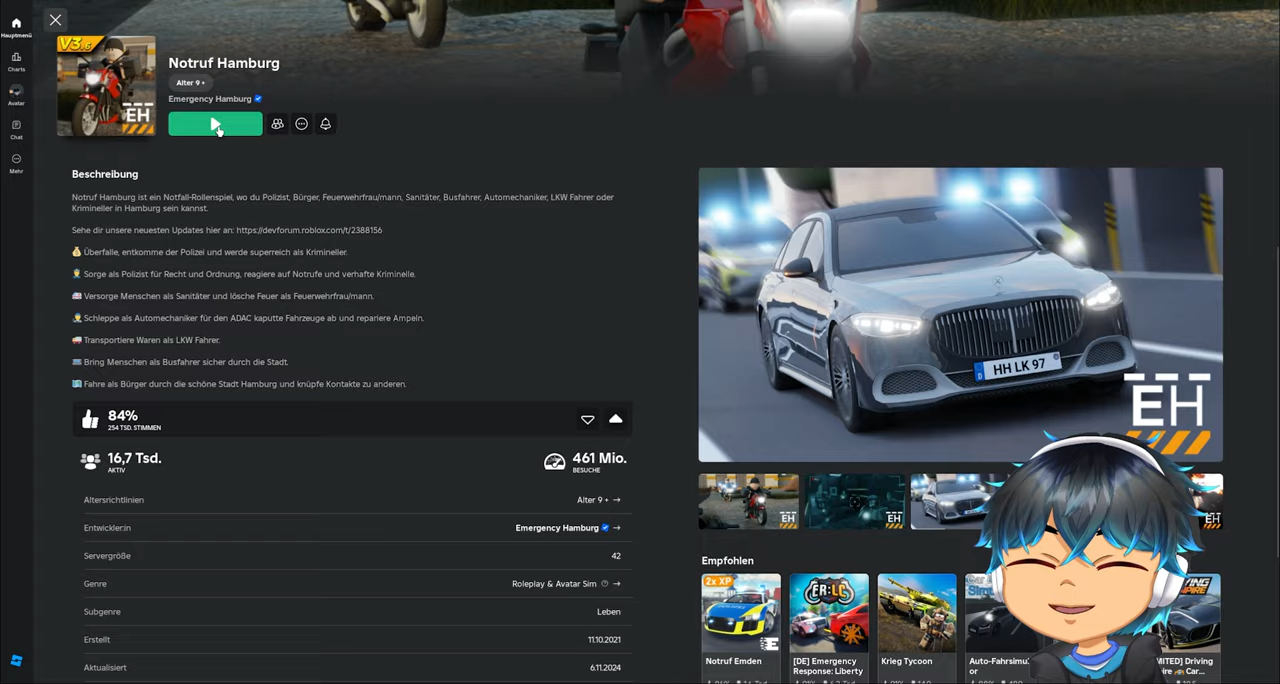 Hauptmenü
Charts
Avatar
Chat
Mehr
V3.6
EH
Notruf Hamburg
Alter 9+
Emergency Hamburg
Beschreibung
Notruf Hamburg ist ein Notfall-Rollenspiel, wo du Polizist, Bürger, Feuerwehrfrau/mann, Sanitäter, Busfahrer, Automechaniker, LKW Fahrer oder
Krimineller in Hamburg sein kannst.
Sehe dir unsere neuesten Updates hier an: https://devforum.roblox.com/t/2388156
💰 Überfalle, entkomme der Polizei und werde superreich als Krimineller.
👮 Sorge als Polizist für Recht und Ordnung, reagiere auf Notrufe und verhafte Kriminelle.
🚑 Versorge Menschen als Sanitäter und lösche Feuer als Feuerwehrfrau/mann.
👨‍🔧 Schleppe als Automechaniker für den ADAC kaputte Fahrzeuge ab und repariere Ampeln.
🚚 Transportiere Waren als LKW Fahrer.
🚌 Bring Menschen als Busfahrer sicher durch die Stadt.
🗺️ Fahre als Bürger durch die schöne Stadt Hamburg und knüpfe Kontakte zu anderen.
84%
254 TSD. STIMMEN
16,7 Tsd.
AKTIV
461 Mio.
BESUCHE
Altersrichtlinien Alter 9+ →
Entwickler:in Emergency Hamburg →
Servergröße 42
Genre Roleplay & Avatar Sim →
Subgenre Leben
Erstellt 11.10.2021
Aktualisiert 6.11.2024
HH LK 97
EH
EH
EH
EH
EH
Empfohlen
2x XP
ER:LC
Notruf Emden
[DE] Emergency
Response: Liberty
Krieg Tycoon
Auto-Fahrsimu
or
Driving
Car...